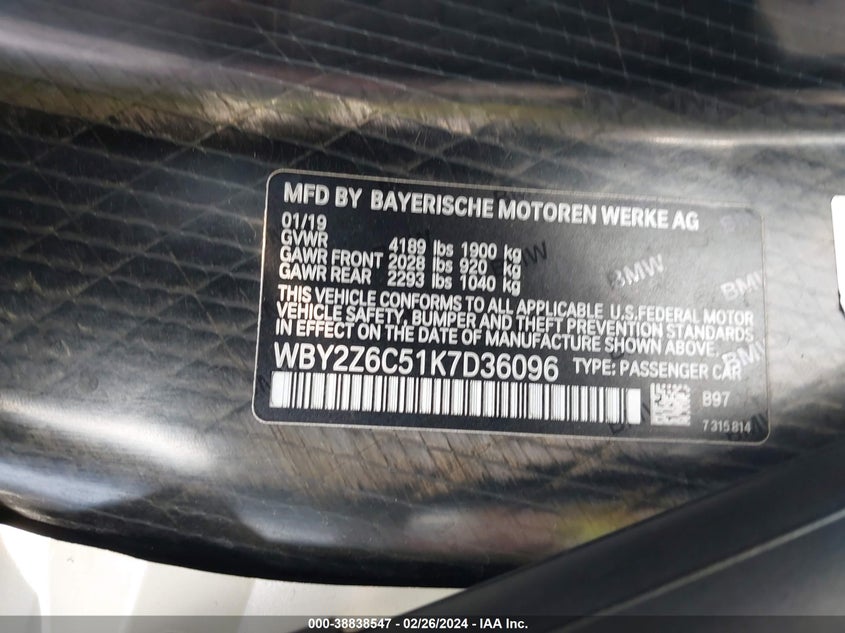 MFD BY BAYERISCHE MOTOREN WERKE AG
01/19
GVWR 4189 lbs 1900 kg
GAWR FRONT 2028 lbs 920 kg
GAWR REAR 2293 lbs 1040 kg
THIS VEHICLE CONFORMS TO ALL APPLICABLE U.S.FEDERAL MOTOR
VEHICLE SAFETY, BUMPER AND THEFT PREVENTION STANDARDS
IN EFFECT ON THE DATE OF MANUFACTURE SHOWN ABOVE.
WBY2Z6C51K7D36096 TYPE: PASSENGER CAR
B97
7 315 814
BMW
BMW
BMW
000-38838547 - 02/26/2024 - IAA Inc.